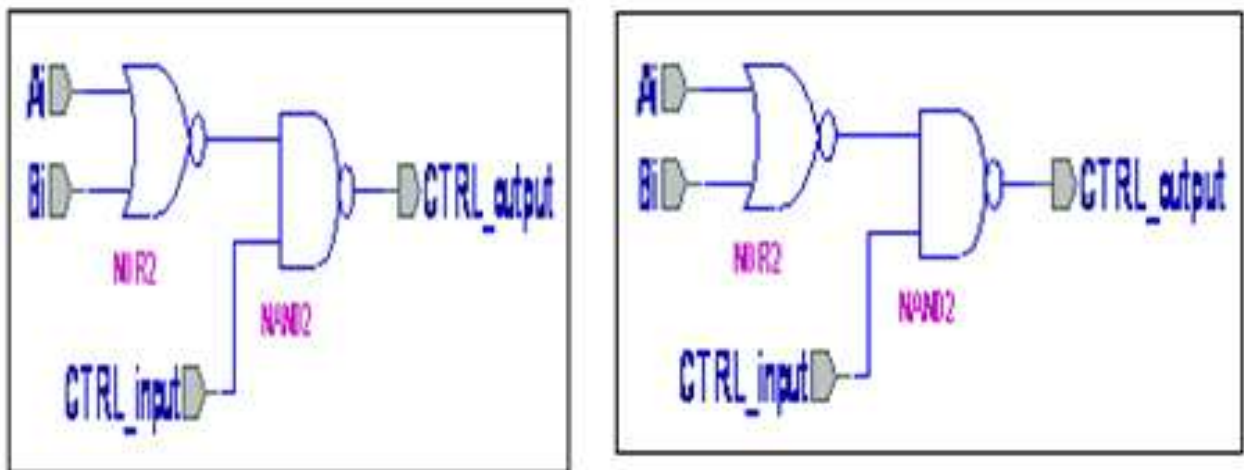 Ai
Bi
NOR2
NAND2
CTRL_input
CTRL_output
Ai
Bi
NOR2
NAND2
CTRL_input
CTRL_output